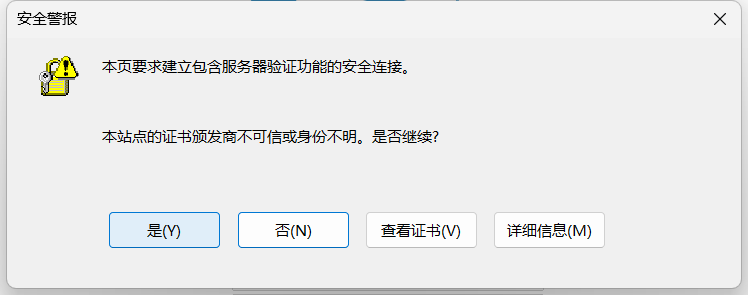 安全警报
本页要求建立包含服务器验证功能的安全连接。
本站点的证书颁发商不可信或身份不明。是否继续?
是(Y)
否(N)
查看证书(V)
详细信息(M)